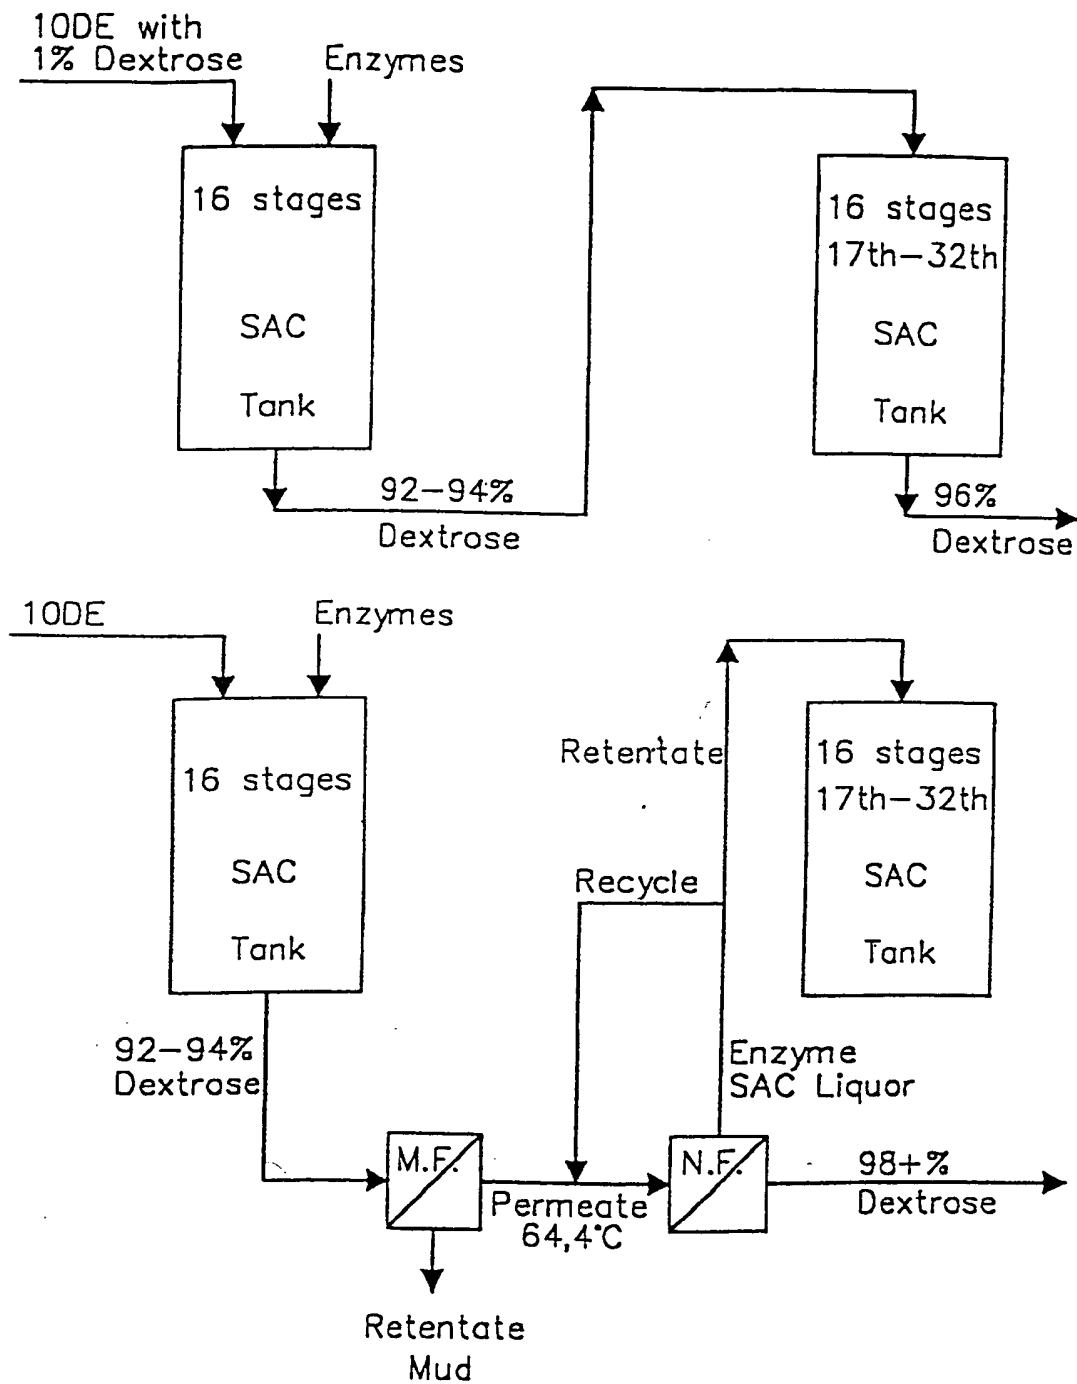 10DE with
1% Dextrose
Enzymes
16 stages
SAC
Tank
92-94%
Dextrose
16 stages
17th-32th
SAC
Tank
96%
Dextrose
10DE
Enzymes
16 stages
SAC
Tank
92-94%
Dextrose
M.F.
Retentate
Mud
Permeate
64,4°C
Recycle
Retentate
Enzyme
SAC Liquor
N.F.
16 stages
17th-32th
SAC
Tank
98+%
Dextrose